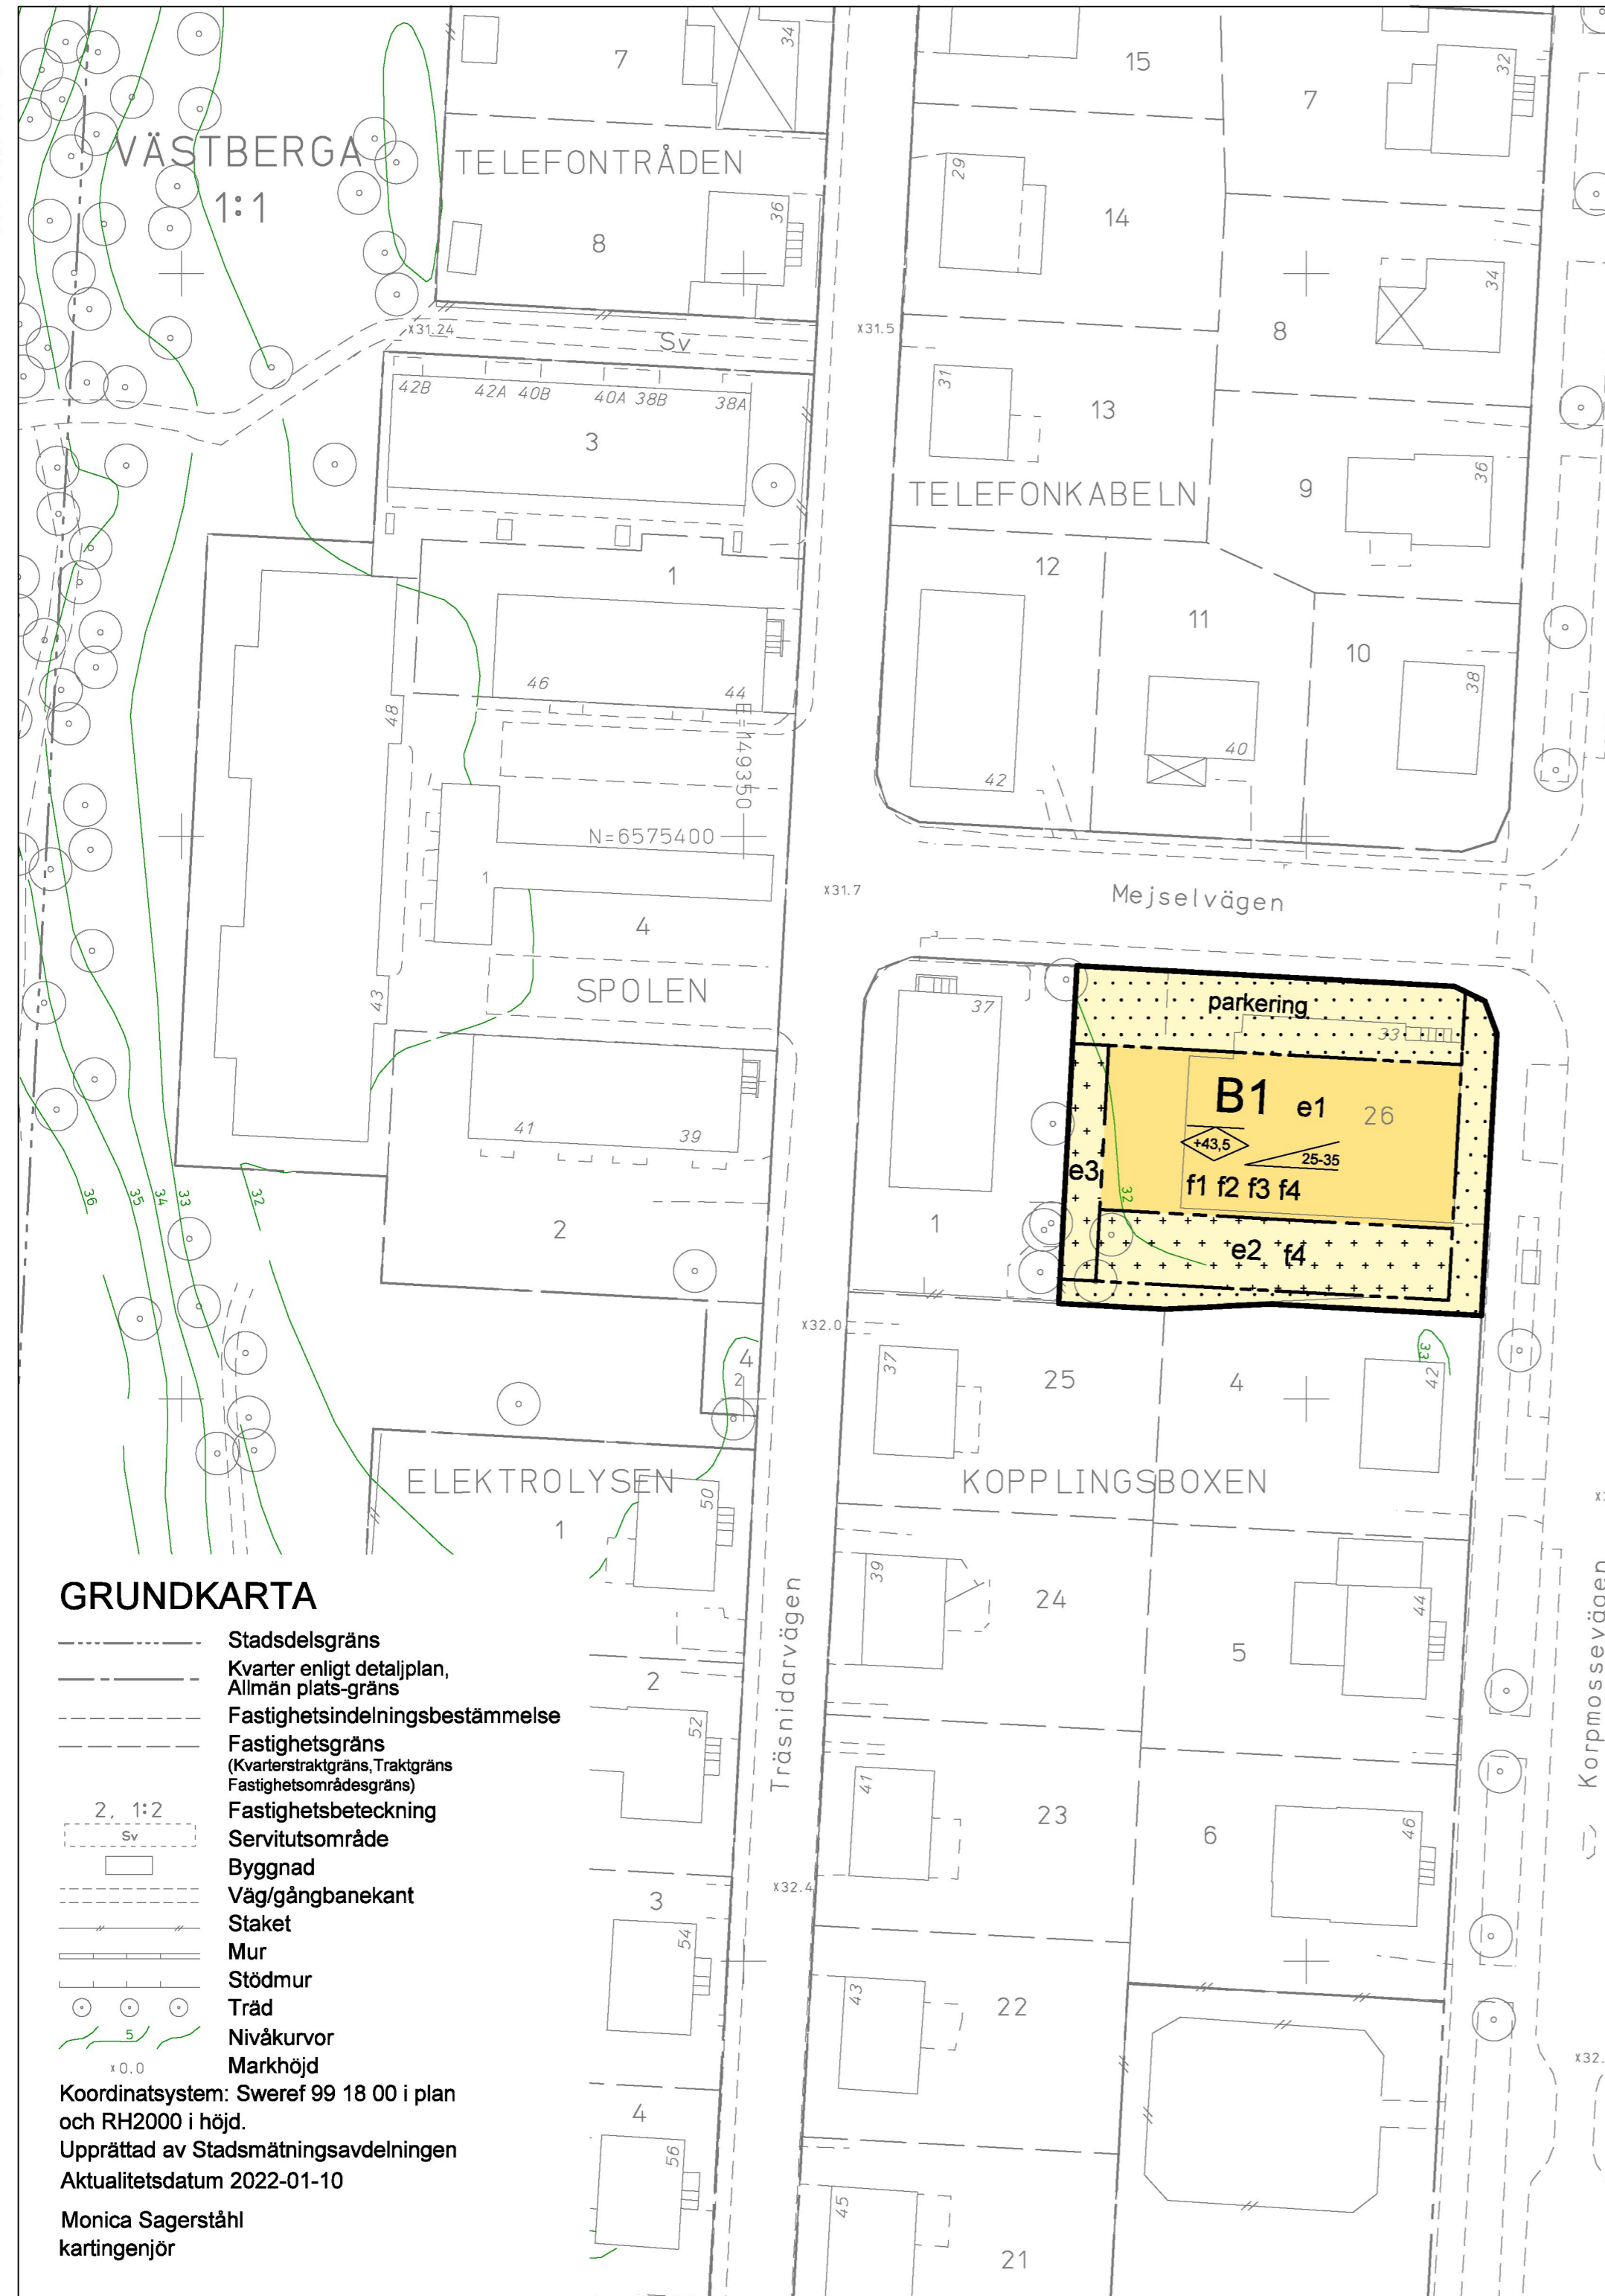 7
34
15
7
32
VÄSTBERGA
1:1
TELEFONTRÅDEN
36
8
29
14
34
8
x31.24
Sv
x31.5
42B
42A
40B
40A
38B
38A
3
31
13
TELEFONKABELN
9
36
1
12
11
10
46
44
48
E=149350
40
38
42
N=6575400
1
4
x31.7
Mejselvägen
SPOLEN
43
37
parkering
33
B1
e1
26
+43,5
25-35
f1 f2 f3 f4
e3
32
e2
f4
41
39
1
2
36
35
34
33
32
x32.0
4
2
37
25
4
33
42
ELEKTROLYSEN
1
50
KOPPLINGSBOXEN
39
24
44
5
Träsnidarvägen
Korpmossevägen
2
52
41
23
6
46
x32.4
3
54
43
22
x32.
4
56
45
21
GRUNDKARTA
Stadsdelsgräns
Kvarter enligt detaljplan,
Allmän plats-gräns
Fastighetsindelningsbestämmelse
Fastighetsgräns
(Kvarterstraktgräns,Traktgräns
Fastighetsområdesgräns)
2, 1:2
Fastighetsbeteckning
Sv
Servitutsområde
Byggnad
Väg/gångbanekant
Staket
Mur
Stödmur
Träd
5
Nivåkurvor
x0.0
Markhöjd
Koordinatsystem: Sweref 99 18 00 i plan
och RH2000 i höjd.
Upprättad av Stadsmätningsavdelningen
Aktualitetsdatum 2022-01-10
Monica Sagerståhl
kartingenjör